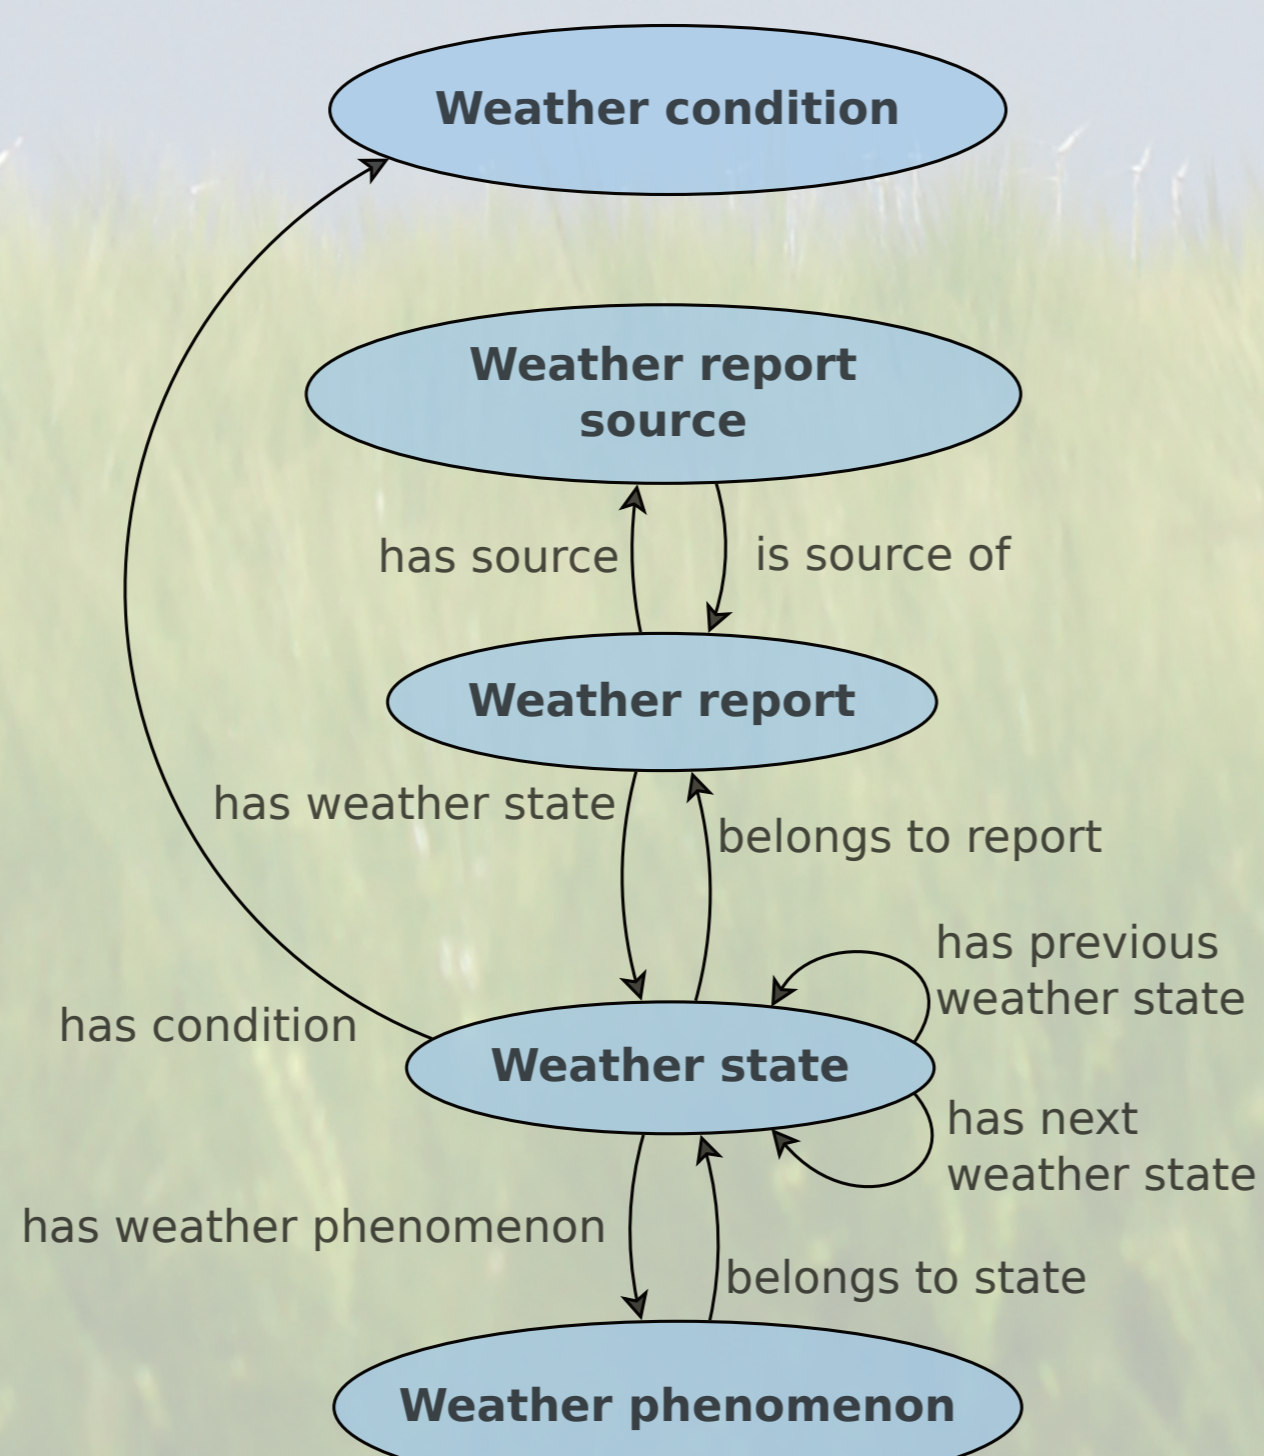 Weather condition
Weather report
source
has source
is source of
Weather report
has weather state
belongs to report
has previous
weather state
has condition
Weather state
has next
weather state
has weather phenomenon
belongs to state
Weather phenomenon